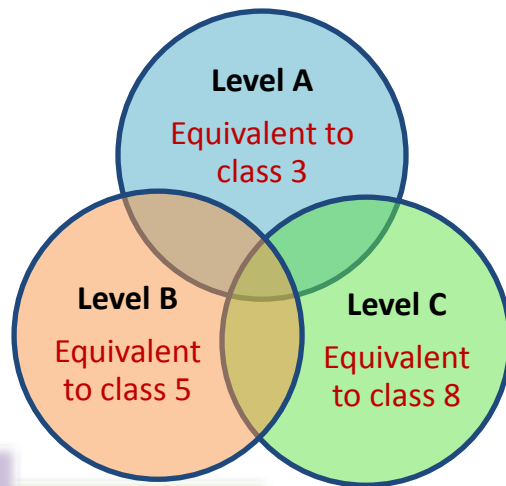 Level A
Equivalent to
class 3
Level B
Equivalent
to class 5
Level C
Equivalent
to class 8